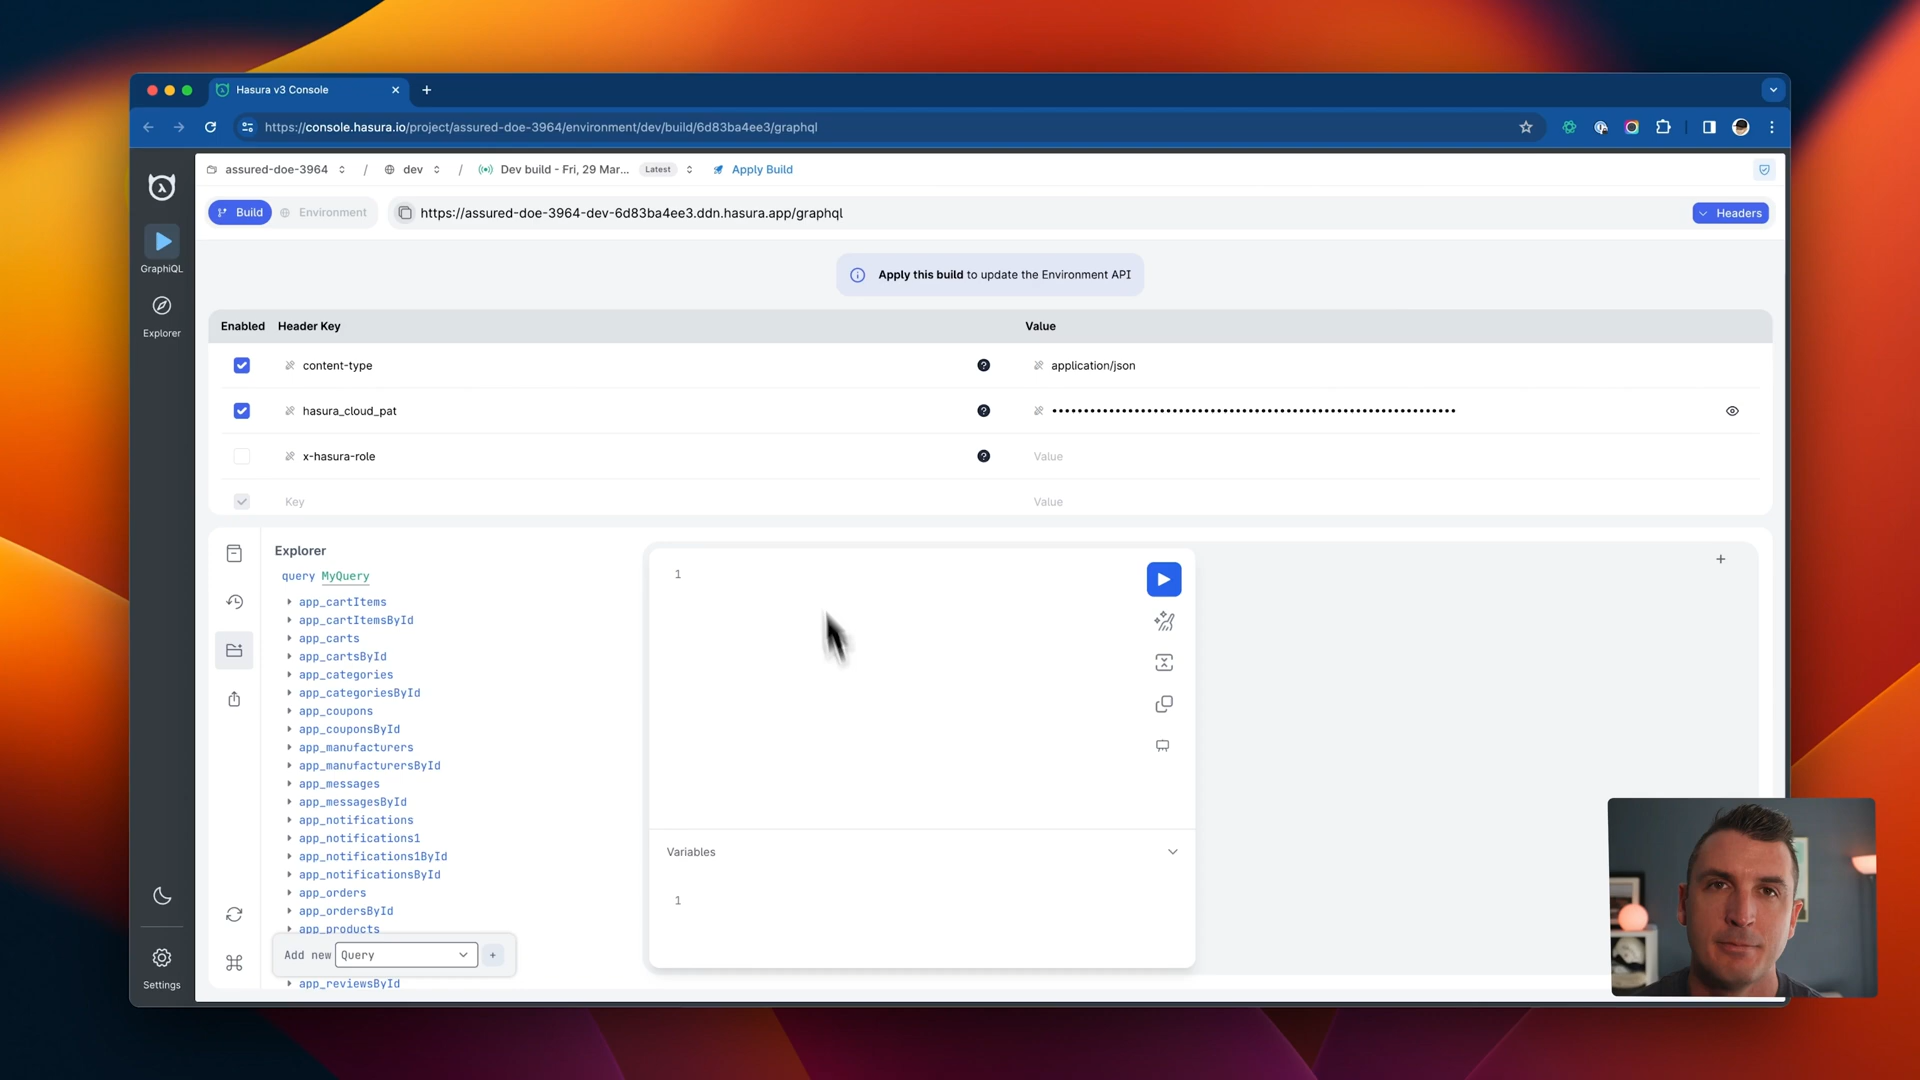 Hasura v3 Console
https://console.hasura.io/project/assured-doe-3964/environment/dev/build/6d83ba4ee3/graphql
assured-doe-3964 / dev / Dev build - Fri, 29 Mar... Latest Apply Build
Build Environment https://assured-doe-3964-dev-6d83ba4ee3.ddn.hasura.app/graphql Headers
GraphiQL
Explorer
Apply this build to update the Environment API
Enabled Header Key Value
content-type application/json
hasura_cloud_pat ••••••••••••••••••••••••••••••••••••••••••••••••••••••••••••••••
x-hasura-role Value
Key Value
Explorer
query MyQuery
app_cartItems
app_cartItemsById
app_carts
app_cartsById
app_categories
app_categoriesById
app_coupons
app_couponsById
app_manufacturers
app_manufacturersById
app_messages
app_messagesById
app_notifications
app_notifications1
app_notifications1ById
app_notificationsById
app_orders
app_ordersById
app_products
Add new Query +
app_reviewsById
1
Variables
1
Settings